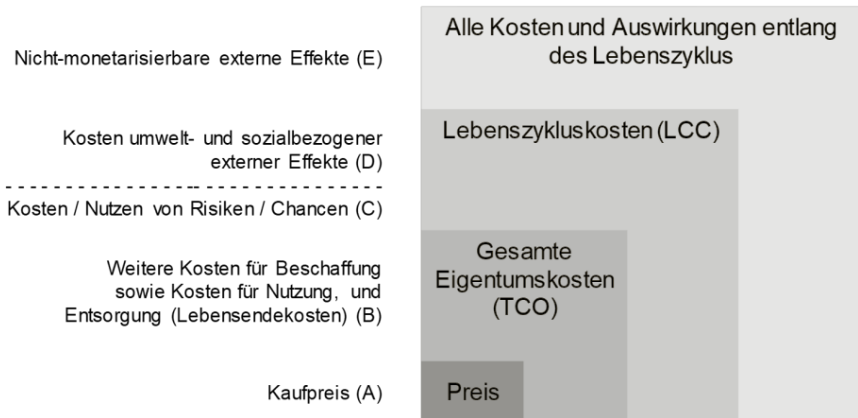 Nicht-monetarisierbare externe Effekte (E)
Kosten umwelt- und sozialbezogener
externer Effekte (D)
Kosten / Nutzen von Risiken / Chancen (C)
Weitere Kosten für Beschaffung
sowie Kosten für Nutzung, und
Entsorgung (Lebensendekosten) (B)
Kaufpreis (A)
Alle Kosten und Auswirkungen entlang
des Lebenszyklus
Lebenszykluskosten (LCC)
Gesamte
Eigentumskosten
(TCO)
Preis